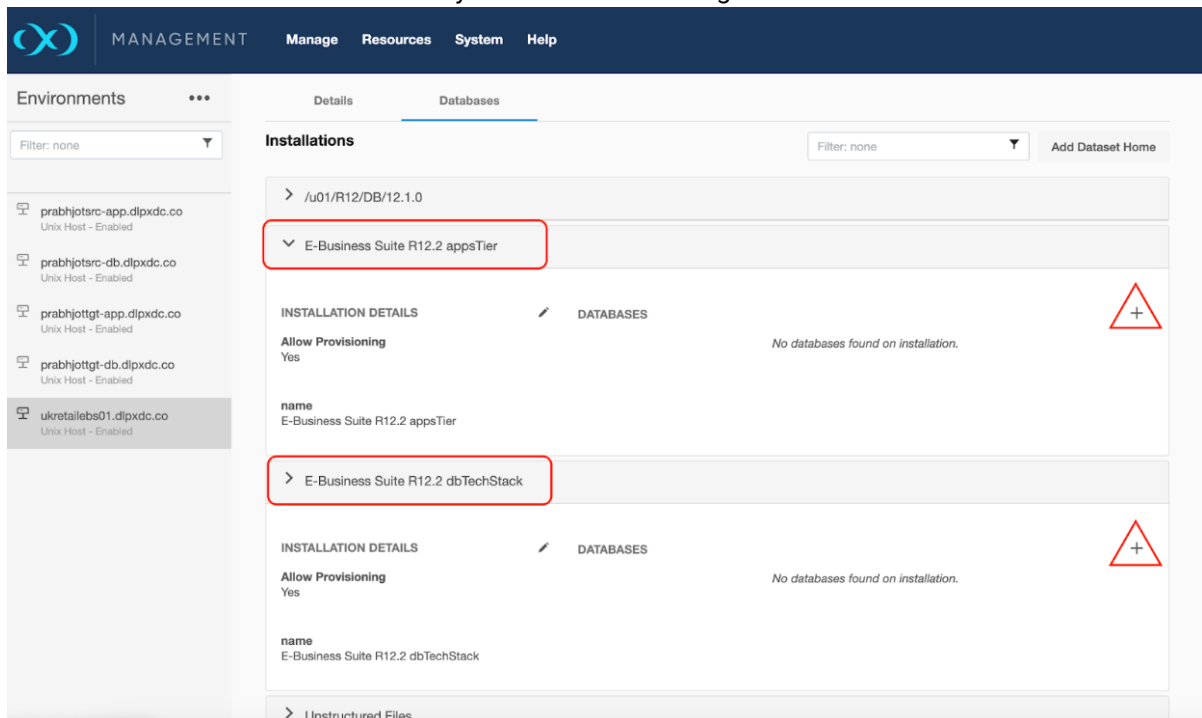 MANAGEMENT Manage Resources System Help
Environments •••
Filter: none
prabhjotsrc-app.dlpxdc.co
Unix Host - Enabled
prabhjotsrc-db.dlpxdc.co
Unix Host - Enabled
prabhjottgt-app.dlpxdc.co
Unix Host - Enabled
prabhjottgt-db.dlpxdc.co
Unix Host - Enabled
ukretailebs01.dlpxdc.co
Unix Host - Enabled
Details Databases
Installations
Filter: none
Add Dataset Home
/u01/R12/DB/12.1.0
E-Business Suite R12.2 appsTier
INSTALLATION DETAILS
Allow Provisioning
Yes
name
E-Business Suite R12.2 appsTier
DATABASES
+
No databases found on installation.
E-Business Suite R12.2 dbTechStack
INSTALLATION DETAILS
Allow Provisioning
Yes
name
E-Business Suite R12.2 dbTechStack
DATABASES
+
No databases found on installation.
Unstructured Files